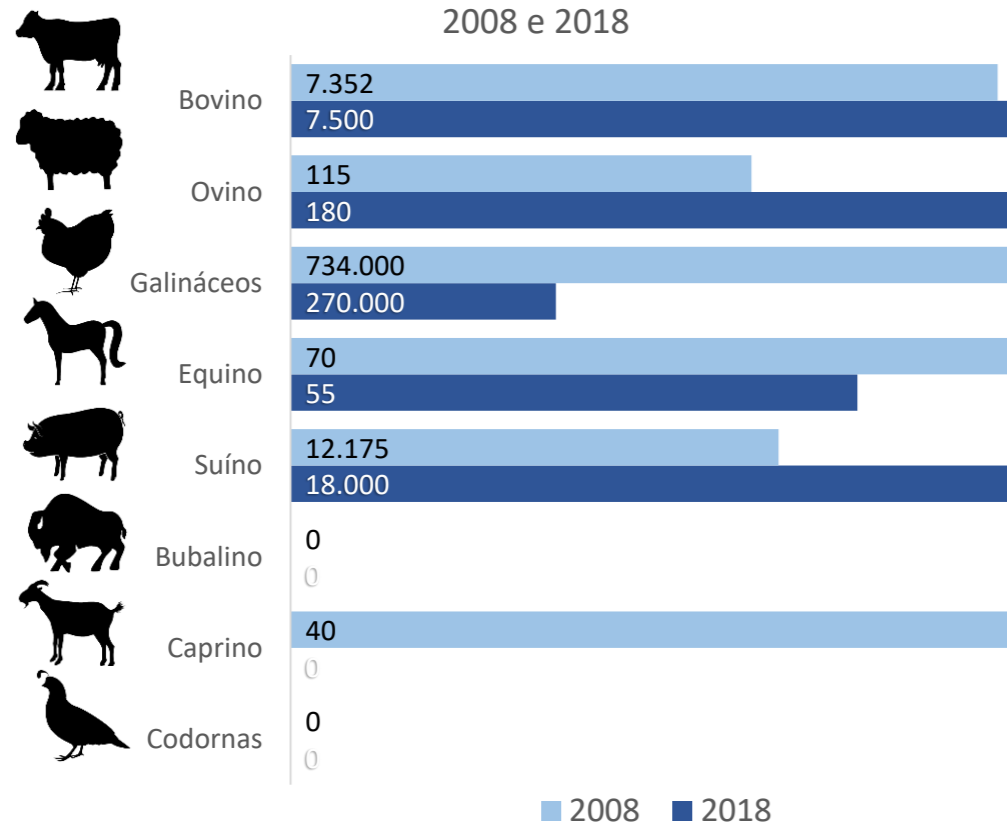 2008 e 2018
Bovino
7.352
7.500
Ovino
115
180
Galináceos
734.000
270.000
Equino
70
55
Suíno
12.175
18.000
Bubalino
0
0
Caprino
40
0
Codornas
0
0
2008 2018